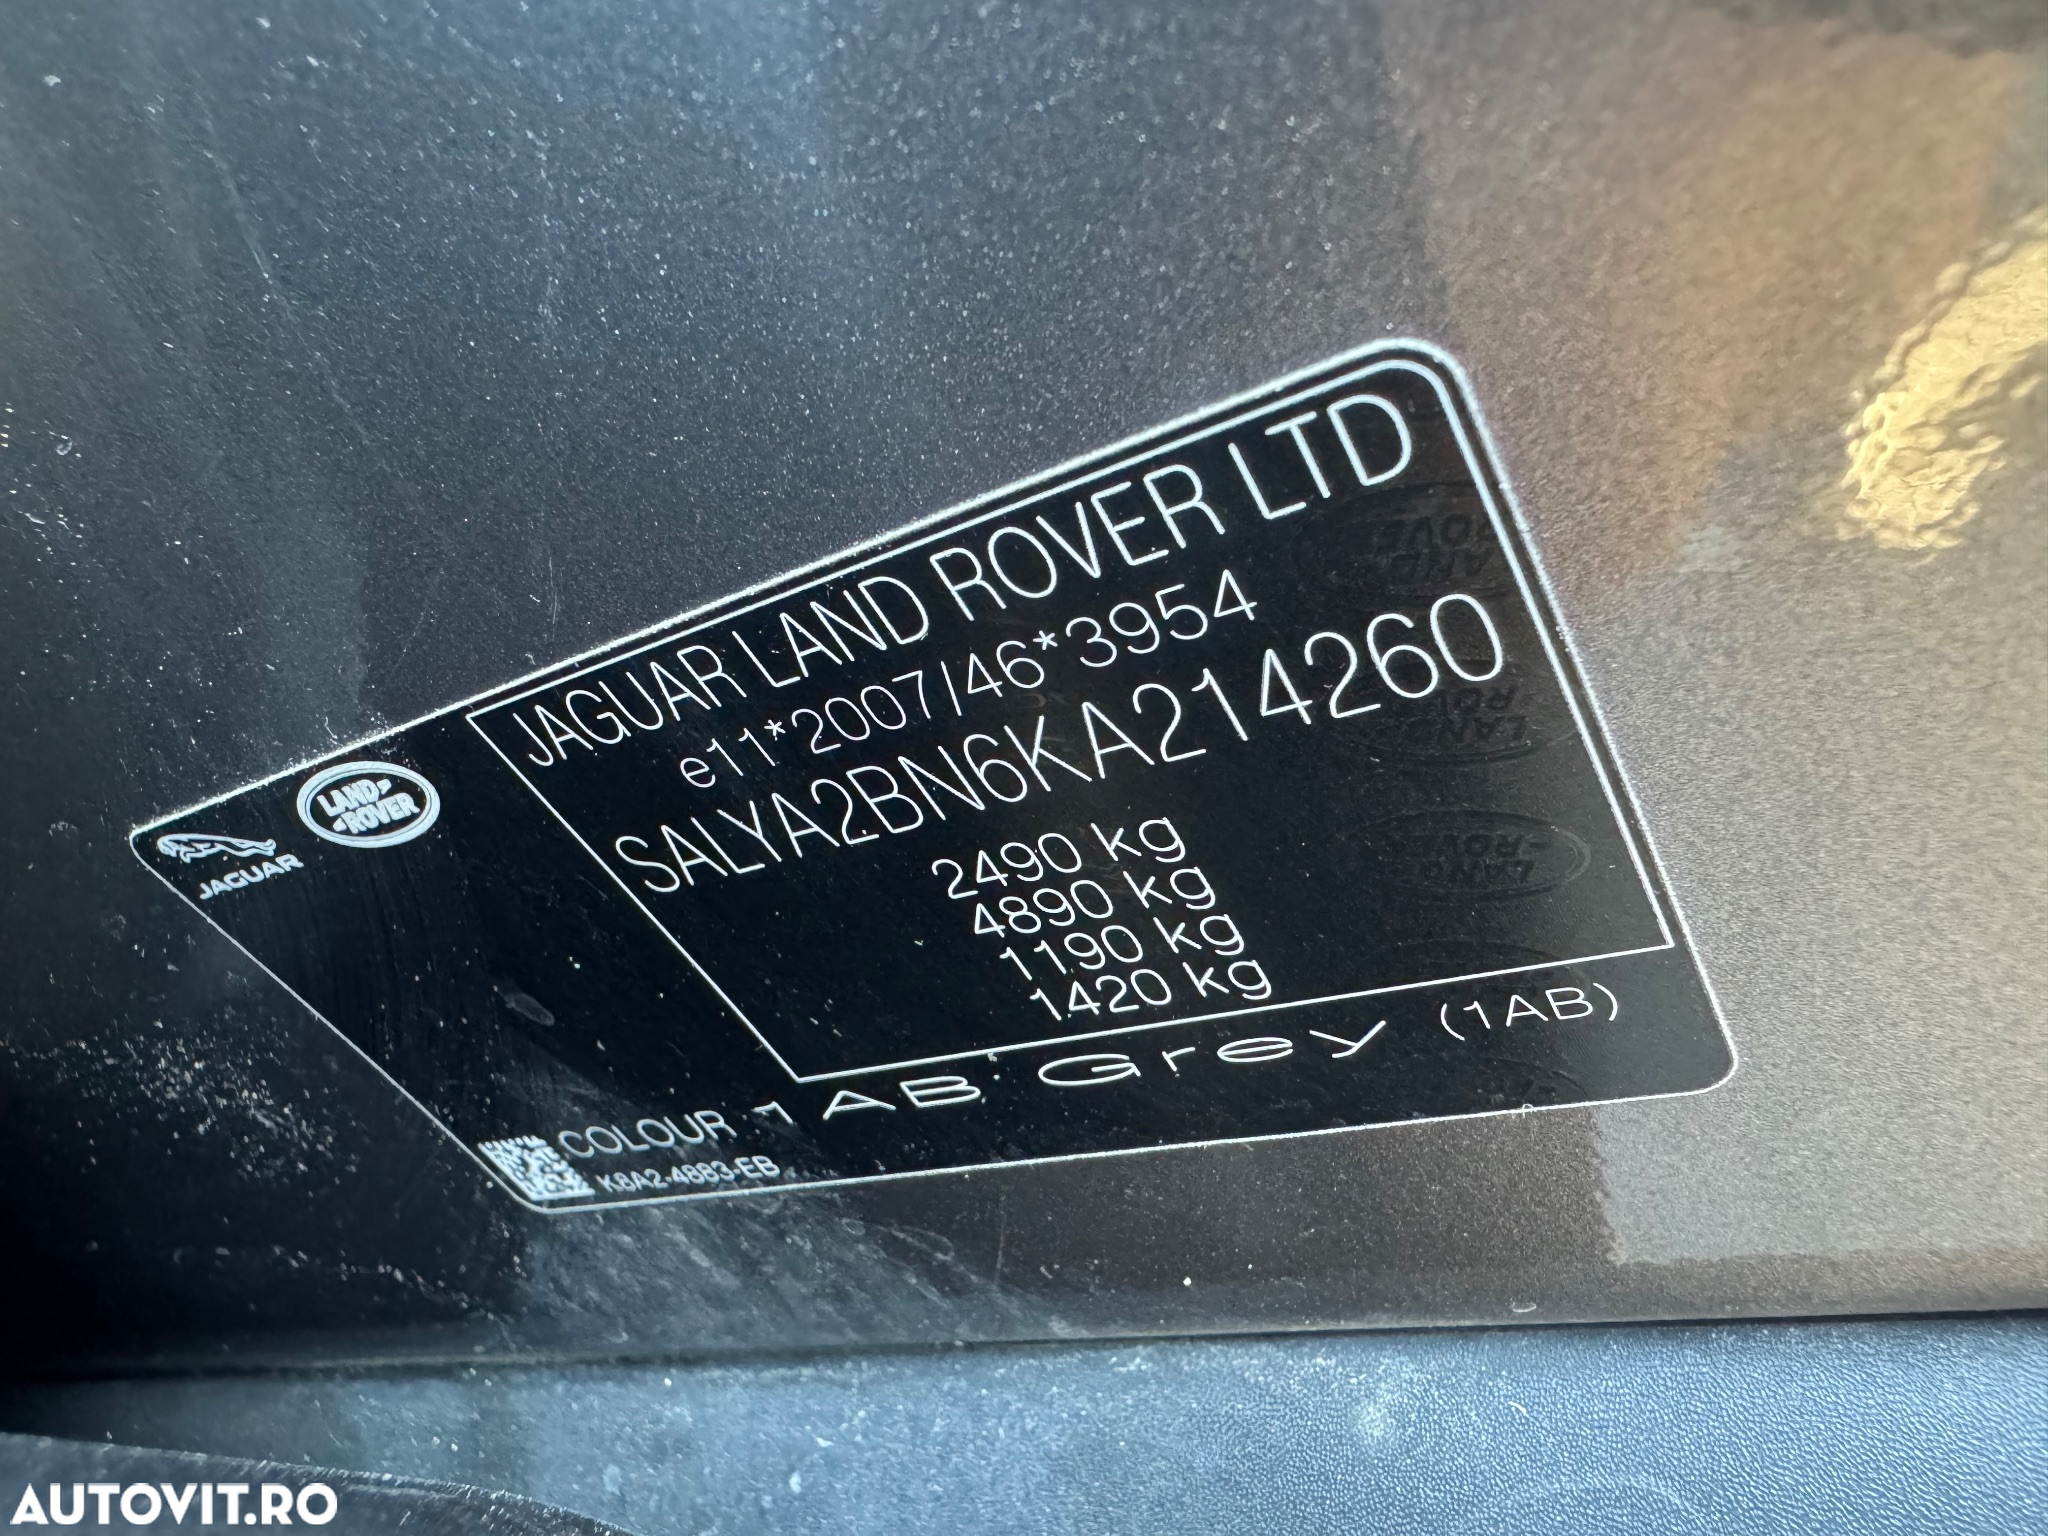 JAGUAR LAND ROVER LTD
e11*2007/46*3954
SALYA2BN6KA214260
2490 kg
4890 kg
1190 kg
1420 kg
JAGUAR
LAND
ROVER
COLOUR 1AB Grey (1AB)
K8A2-4883-EB
AUTOVIT.RO